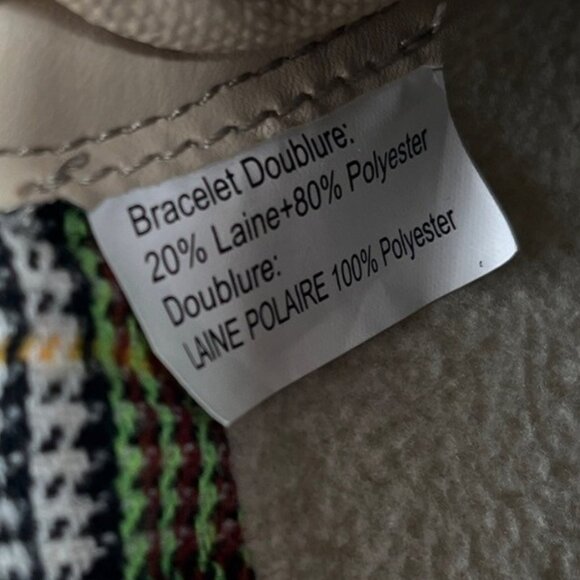 Bracelet Doublure:
20% Laine+80% Polyester
Doublure:
LAINE POLAIRE 100% Polyester